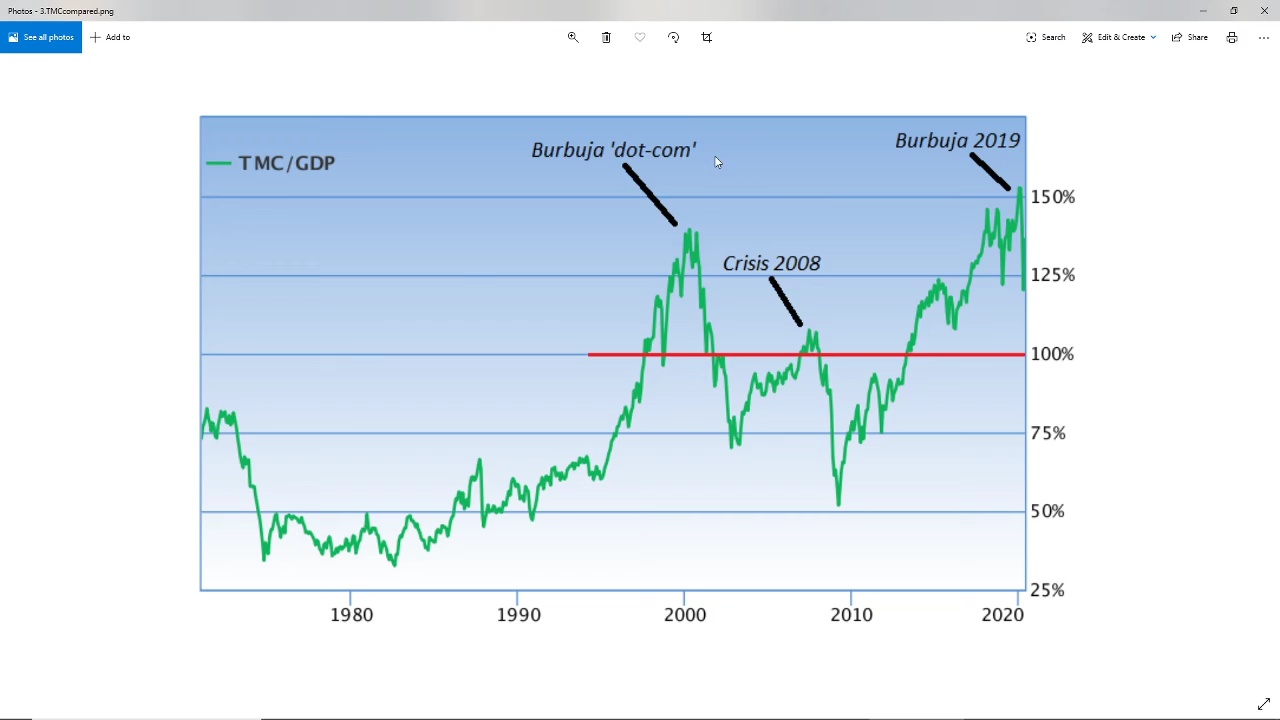 Photos - 3.TMCcompared.png
See all photos
Add to
Search
Edit & Create
Share
Burbuja 'dot-com'
Burbuja 2019
TMC/GDP
150%
Crisis 2008
125%
100%
75%
50%
25%
1980
1990
2000
2010
2020